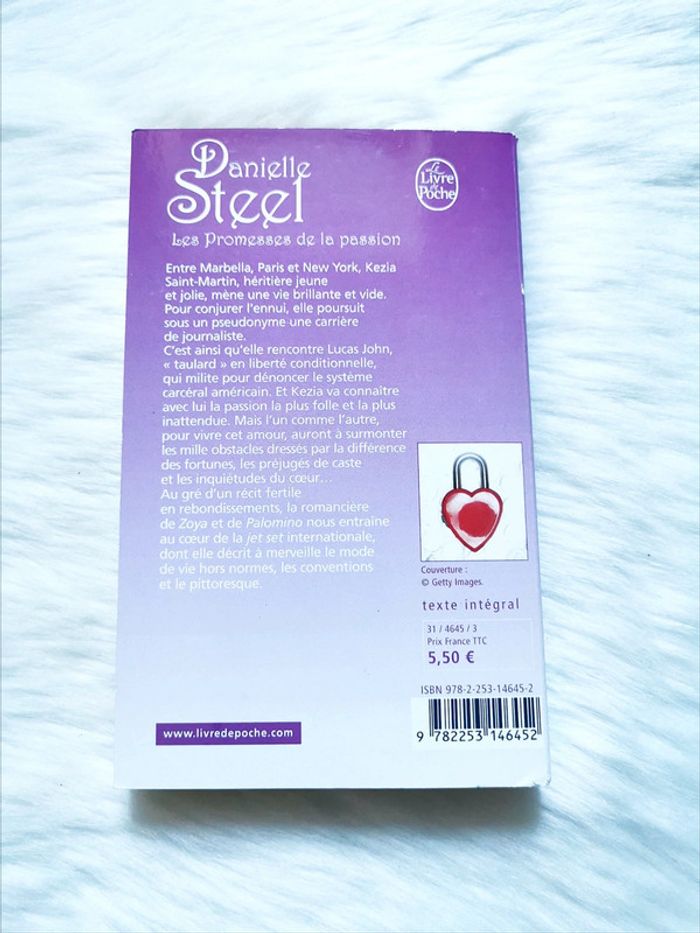 Danielle
Steel
Le
Livre
de
Poche
Les Promesses de la passion
Entre Marbella, Paris et New York, Kezia
Saint-Martin, héritière jeune
et jolie, mène une vie brillante et vide.
Pour conjurer l'ennui, elle poursuit
sous un pseudonyme une carrière
de journaliste.
C'est ainsi qu'elle rencontre Lucas John,
« taulard » en liberté conditionnelle,
qui milite pour dénoncer le système
carcéral américain. Et Kezia va connaître
avec lui la passion la plus folle et la plus
inattendue. Mais l'un comme l'autre,
pour vivre cet amour, auront à surmonter
les mille obstacles dressés par la différence
des fortunes, les préjugés de caste
et les inquiétudes du cœur…
Au gré d'un récit fertile
en rebondissements, la romancière
de Zoya et de Palomino nous entraîne
au cœur de la jet set internationale,
dont elle décrit à merveille le mode
de vie hors normes, les conventions
et le pittoresque.
Couverture :
© Getty Images.
texte intégral
31 / 4645 / 3
Prix France TTC
5,50 €
ISBN 978-2-253-14645-2
9 782253 146452
www.livredepoche.com